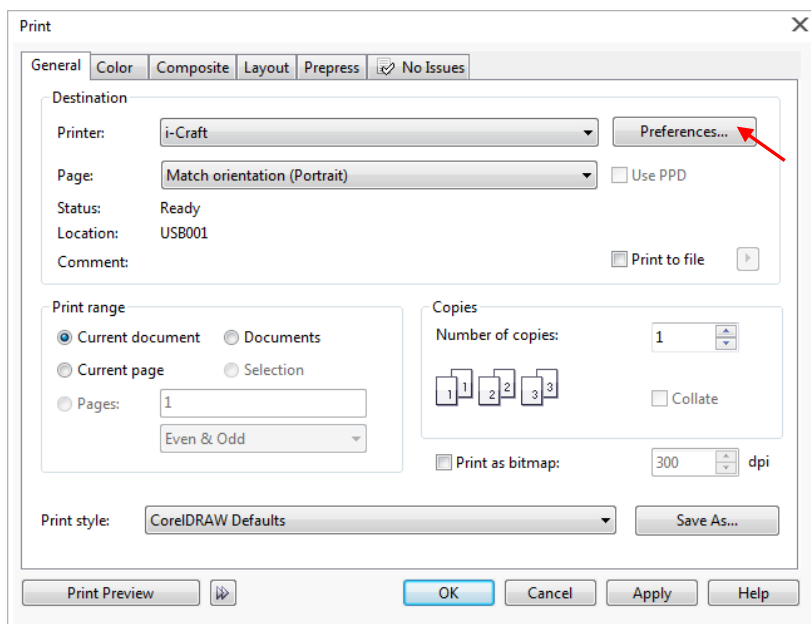 Print
General Color Composite Layout Prepress No Issues
Destination
Printer: i-Craft Preferences...
Page: Match orientation (Portrait) Use PPD
Status: Ready
Location: USB001
Comment: Print to file
Print range
Current document Documents
Current page Selection
Pages: 1
Even & Odd
Copies
Number of copies: 1
1 1 2 2 3 3
Collate
Print as bitmap: 300 dpi
Print style: CorelDRAW Defaults Save As...
Print Preview OK Cancel Apply Help